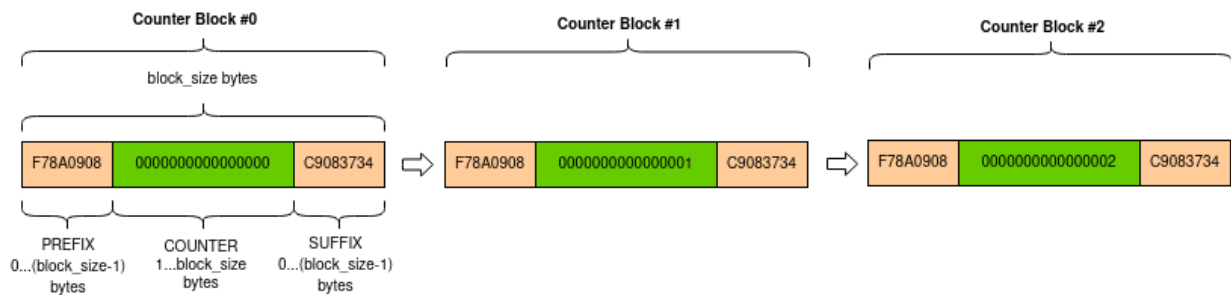 Counter Block #0
Counter Block #1
Counter Block #2
block_size bytes
F78A0908 0000000000000000 C9083734
F78A0908 0000000000000001 C9083734
F78A0908 0000000000000002 C9083734
PREFIX
0...(block_size-1)
bytes
COUNTER
1...block_size
bytes
SUFFIX
0...(block_size-1)
bytes